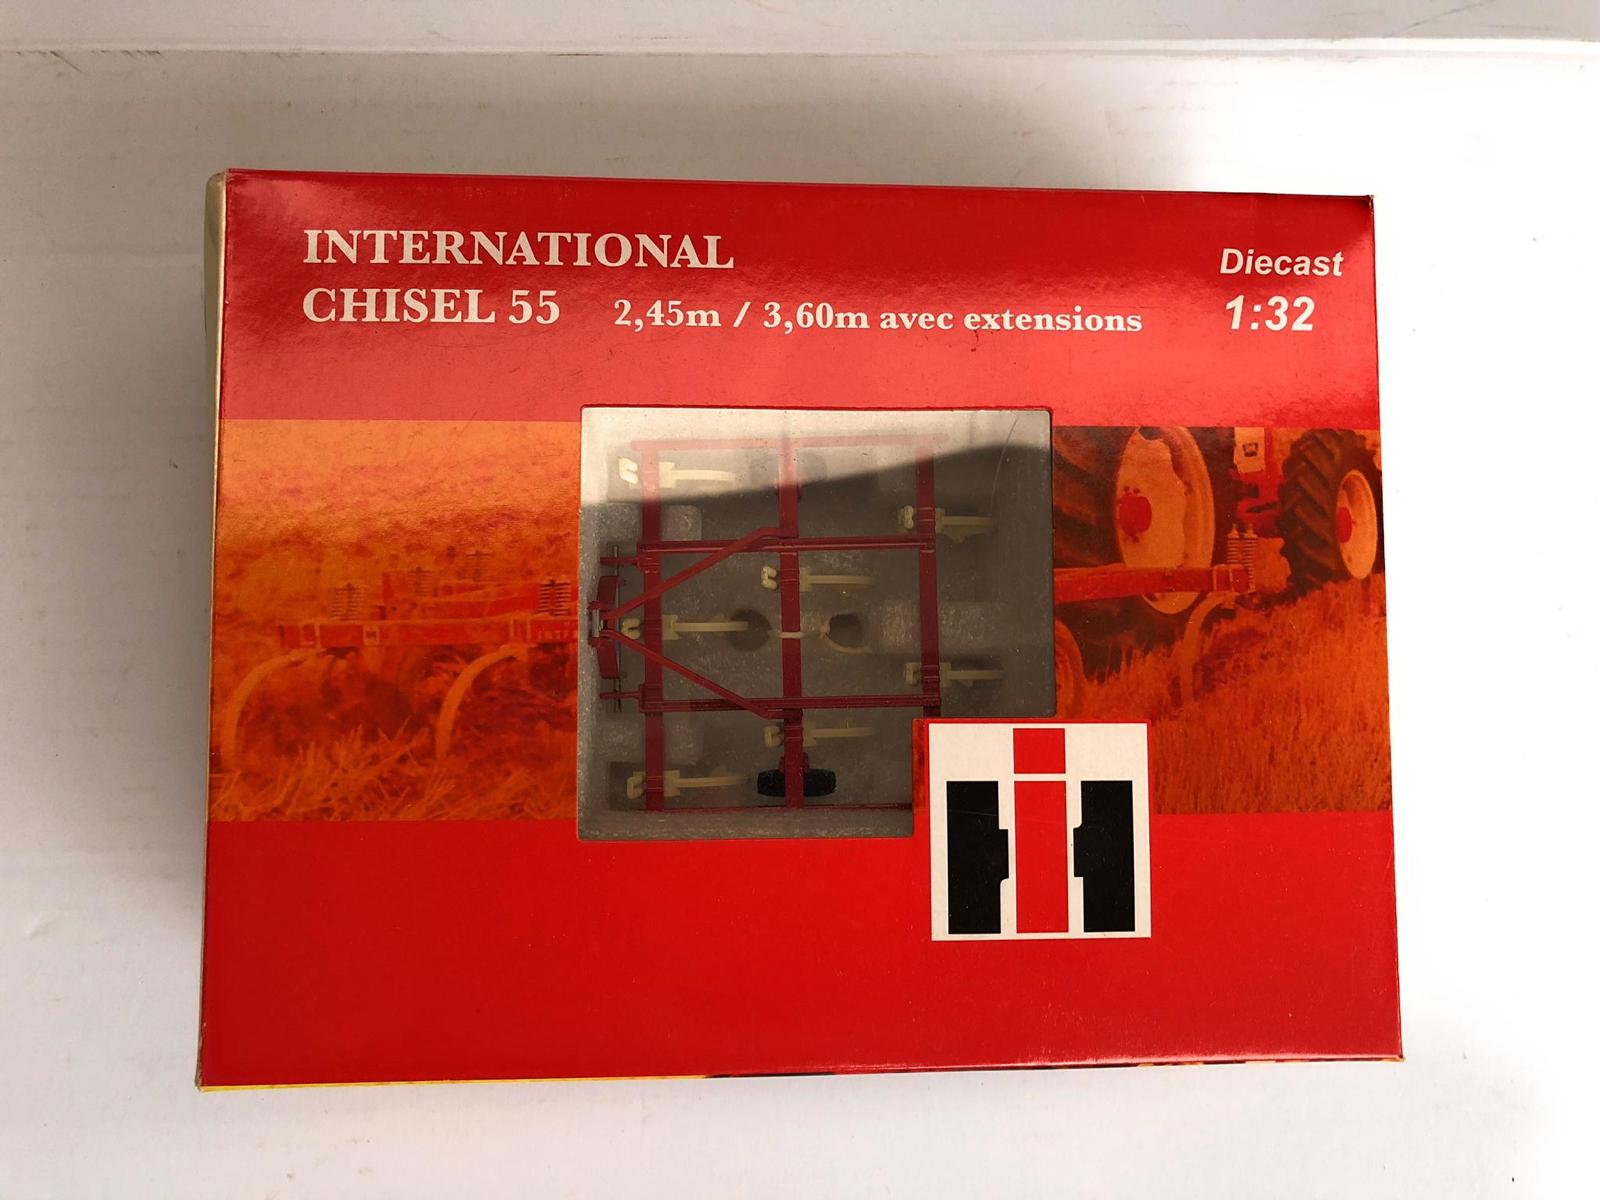 INTERNATIONAL
CHISEL 55 2,45m / 3,60m avec extensions
Diecast
1:32